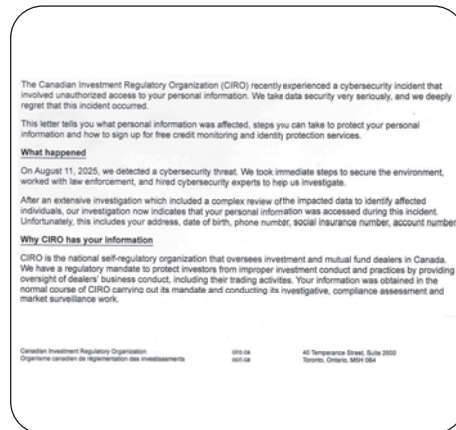 The Canadian Investment Regulatory Organization (CIRO) recently experienced a cybersecurity incident that
involved unauthorized access to your personal information. We take data security very seriously, and we deeply
regret that this incident occurred.
This letter tells you what personal information was affected, steps you can take to protect your personal
information and how to sign up for free credit monitoring and identity protection services.
What happened
On August 11, 2025, we detected a cybersecurity threat. We took immediate steps to secure the environment,
worked with law enforcement, and hired cybersecurity experts to help us investigate.
After an extensive investigation which included a complex review of the impacted data to identify affected
individuals, our investigation now indicates that your personal information was accessed during this incident.
Unfortunately, this includes your address, date of birth, phone number, social insurance number, account number
Why CIRO has your information
CIRO is the national self-regulatory organization that oversees investment and mutual fund dealers in Canada.
We have a regulatory mandate to protect investors from improper investment conduct and practices by providing
oversight of dealers' business conduct, including their trading activities. Your information was obtained in the
normal course of CIRO carrying out its mandate and conducting its investigative, compliance assessment and
market surveillance work.
Canadian Investment Regulatory Organization ciro.ca 40 Temperance Street, Suite 2600
Organisme canadien de réglementation des investissements ocri.ca Toronto, Ontario, M5H 0B4